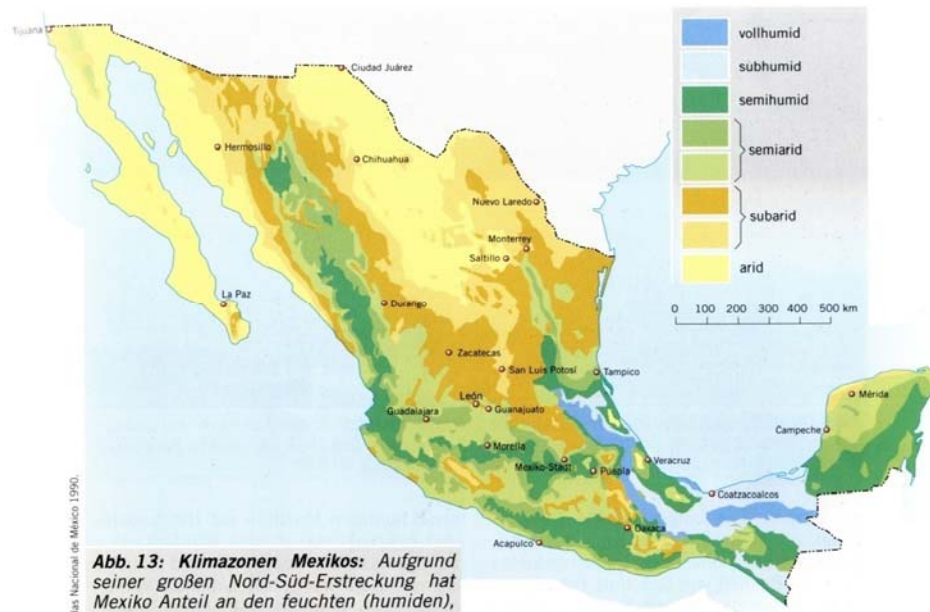 Tijuana
Ciudad Juárez
Hermosillo
Chihuahua
Nuevo Laredo
Monterrey
Saltillo
La Paz
Durango
Zacatecas
San Luis Potosí
Tampico
León
Guadalajara
Guanajuato
Morelia
Mexiko-Stadt
Puebla
Veracruz
Mérida
Campeche
Coatzacoalcos
Oaxaca
Acapulco
vollhumid
subhumid
semihumid
semiarid
subarid
arid
0 100 200 300 400 500 km
las Nacional de México 1990.
Abb. 13: Klimazonen Mexikos: Aufgrund
seiner großen Nord-Süd-Erstreckung hat
Mexiko Anteil an den feuchten (humiden),